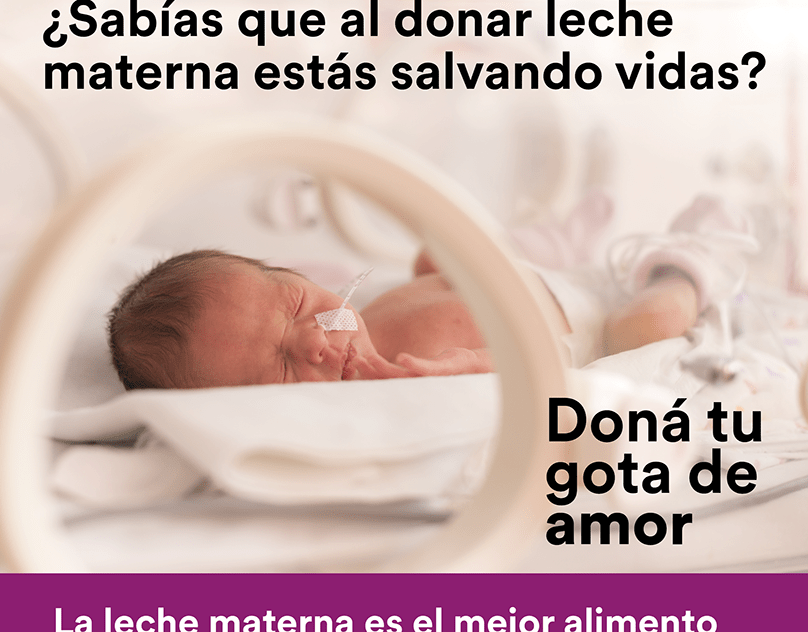 ¿Sabías que al donar leche
materna estás salvando vidas?
Doná tu
gota de
amor
La leche materna es el mejor alimento